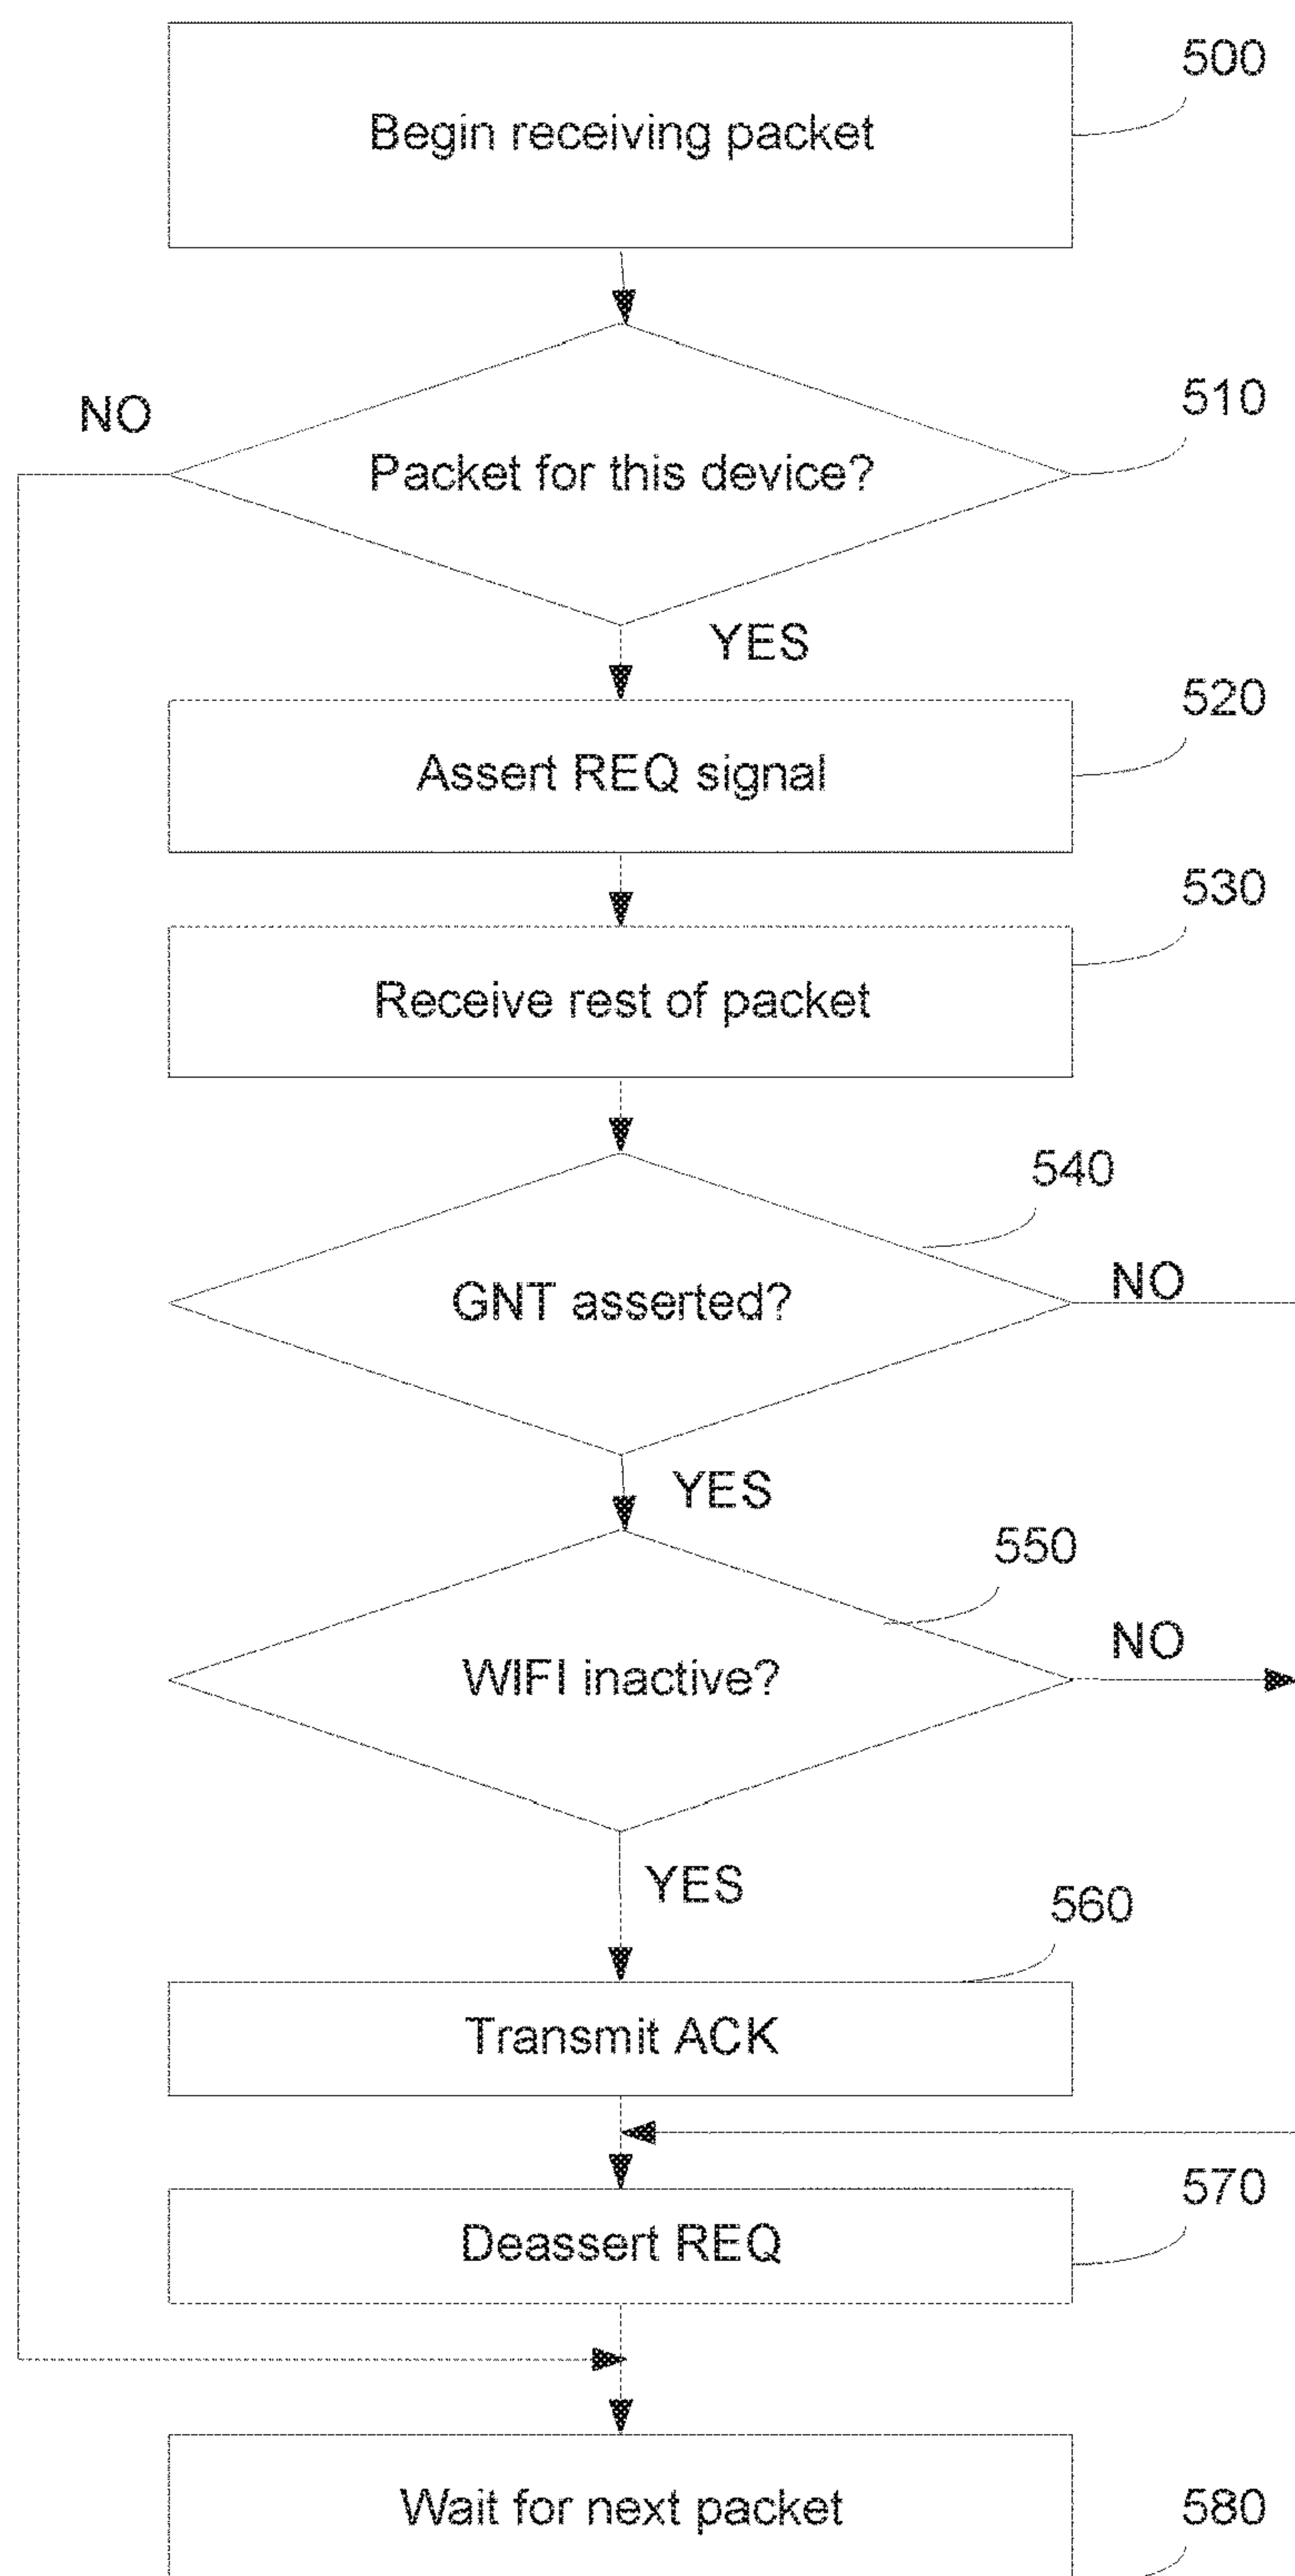 500
Begin receiving packet
510
NO
Packet for this device?
YES
520
Assert REQ signal
530
Receive rest of packet
540
NO
GNT asserted?
YES
550
NO
WIFI inactive?
YES
560
Transmit ACK
570
Deassert REQ
580
Wait for next packet